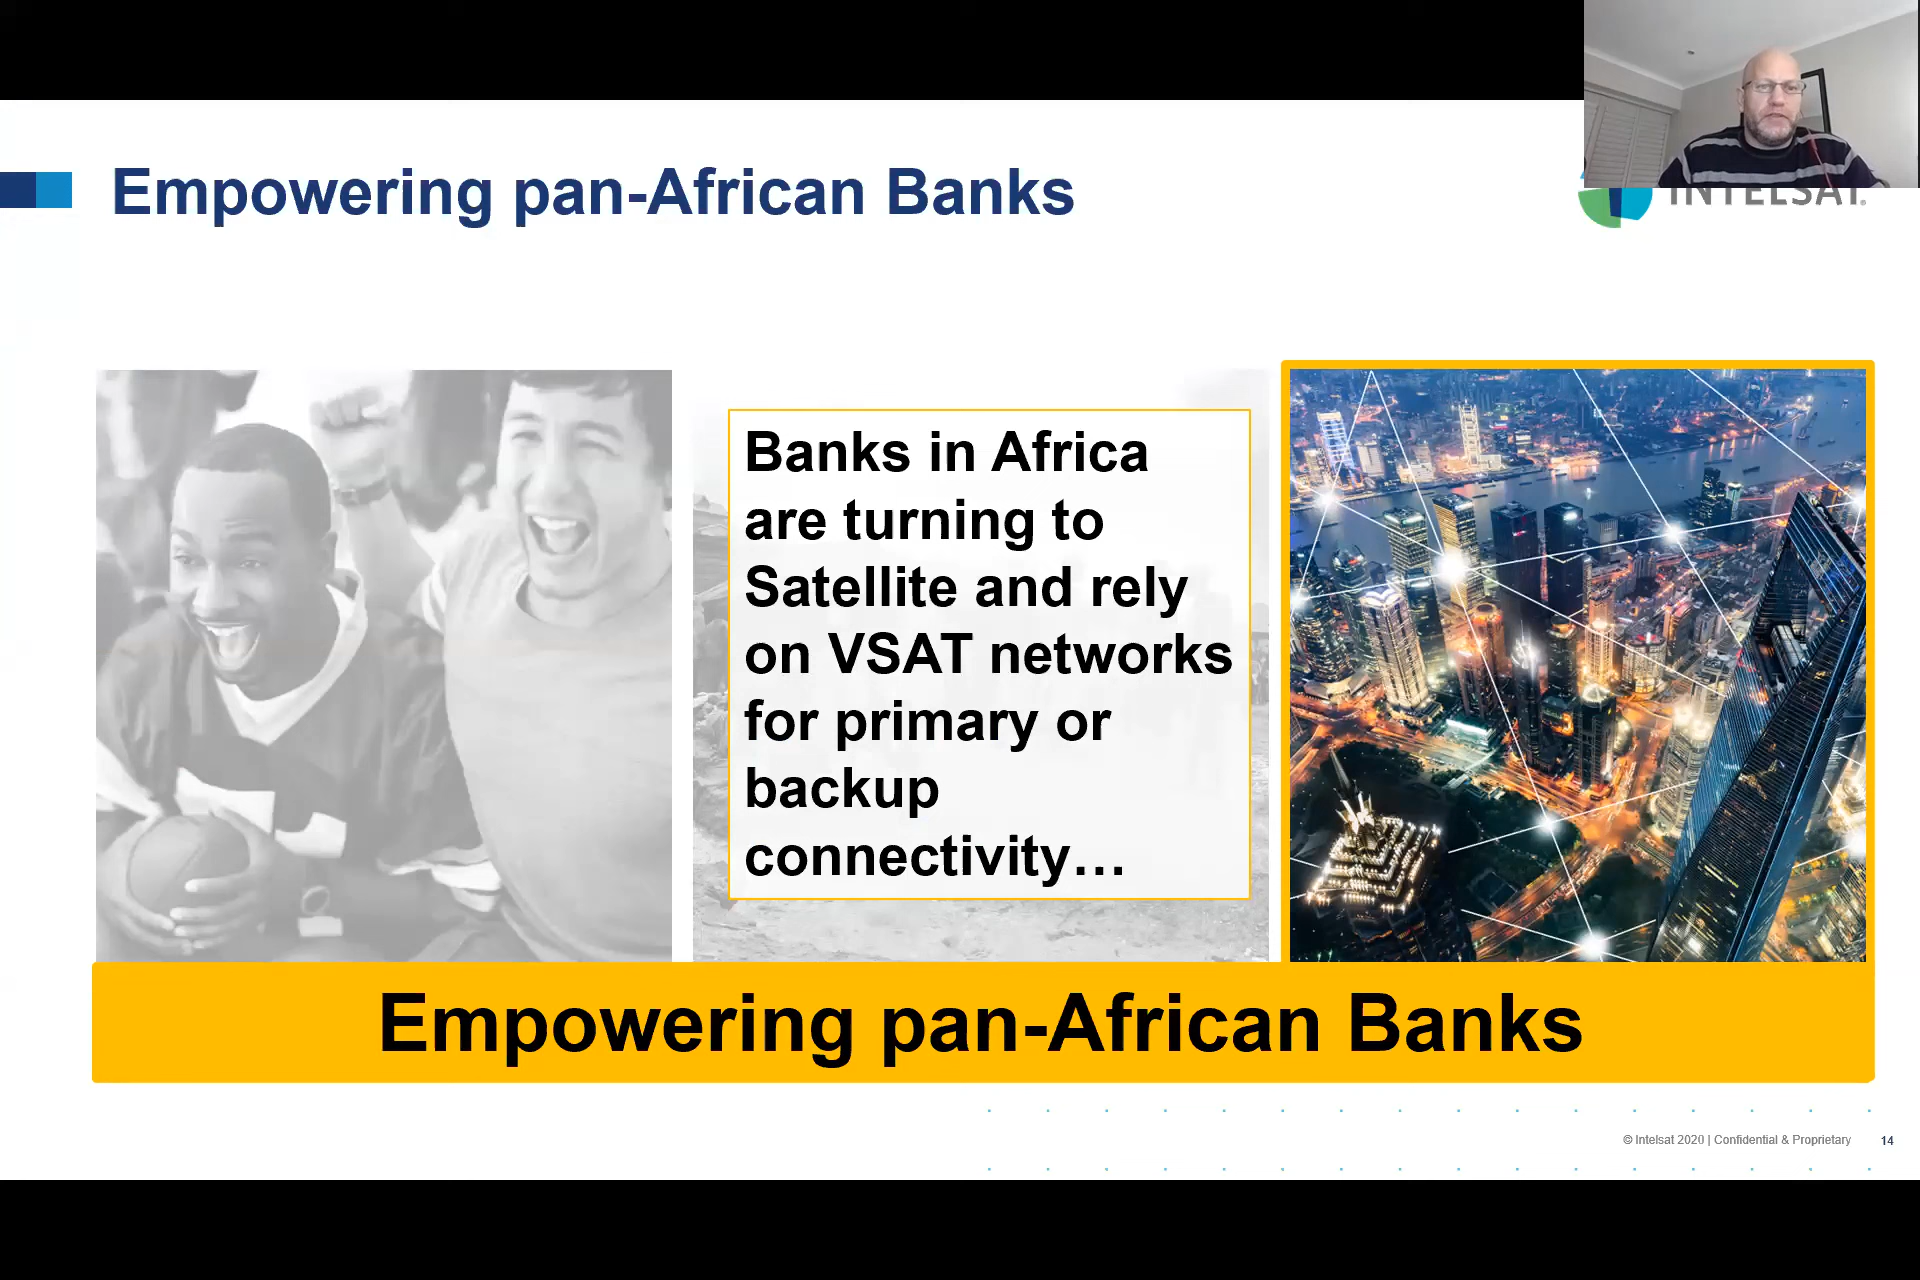 Empowering pan-African Banks
INTELSAT®
Banks in Africa
are turning to
Satellite and rely
on VSAT networks
for primary or
backup
connectivity…
Empowering pan-African Banks
© Intelsat 2020 | Confidential & Proprietary
14